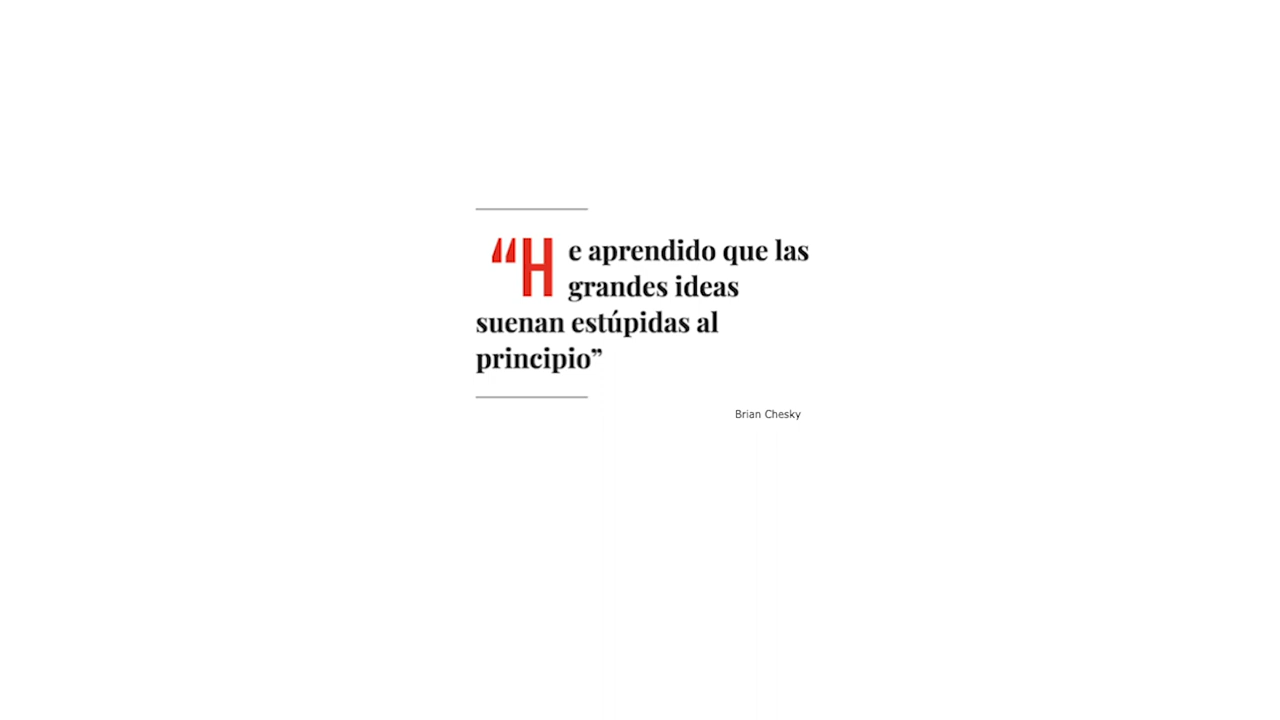 “He aprendido que las
grandes ideas
suenan estúpidas al
principio”
Brian Chesky